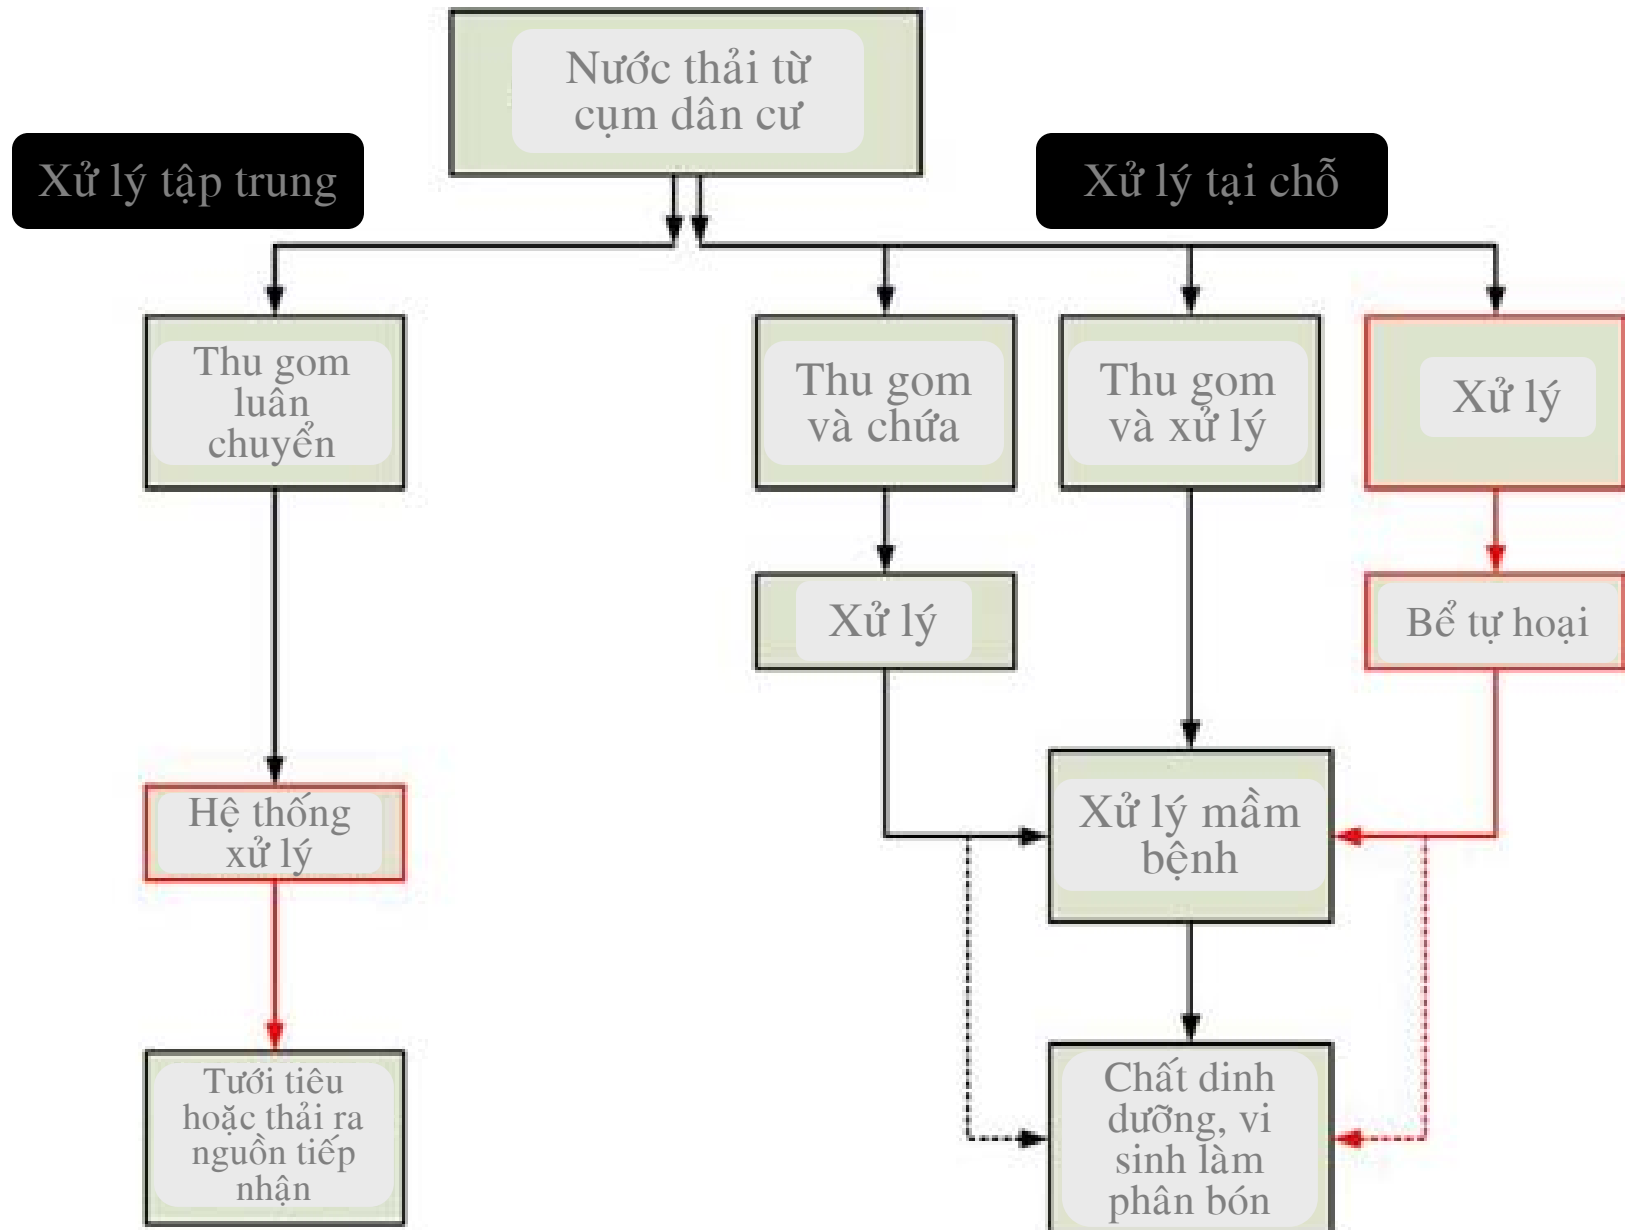 Nước thải từ
cụm dân cư
Xử lý tập trung
Xử lý tại chỗ
Thu gom
luân
chuyển
Thu gom
và chứa
Thu gom
và xử lý
Xử lý
Xử lý
Bể tự hoại
Hệ thống
xử lý
Xử lý mầm
bệnh
Tưới tiêu
hoặc thải ra
nguồn tiếp
nhận
Chất dinh
dưỡng, vi
sinh làm
phân bón